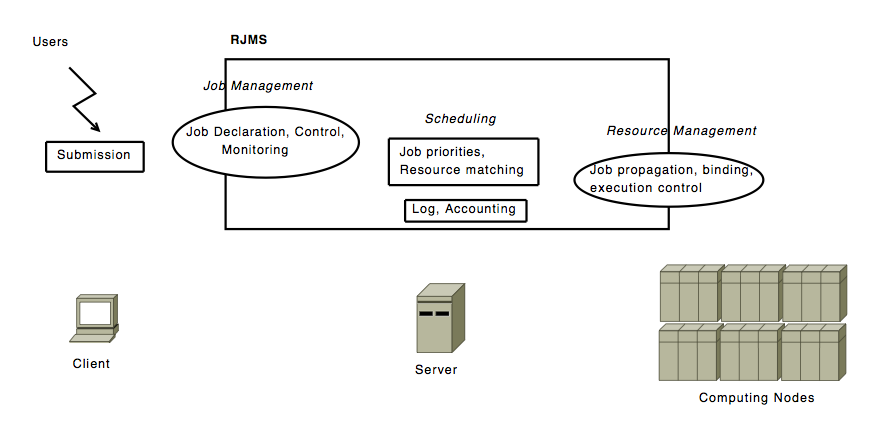 Users
RJMS
Job Management
Scheduling
Resource Management
Submission
Job Declaration, Control,
Monitoring
Job priorities,
Resource matching
Job propagation, binding,
execution control
Log, Accounting
Client
Server
Computing Nodes